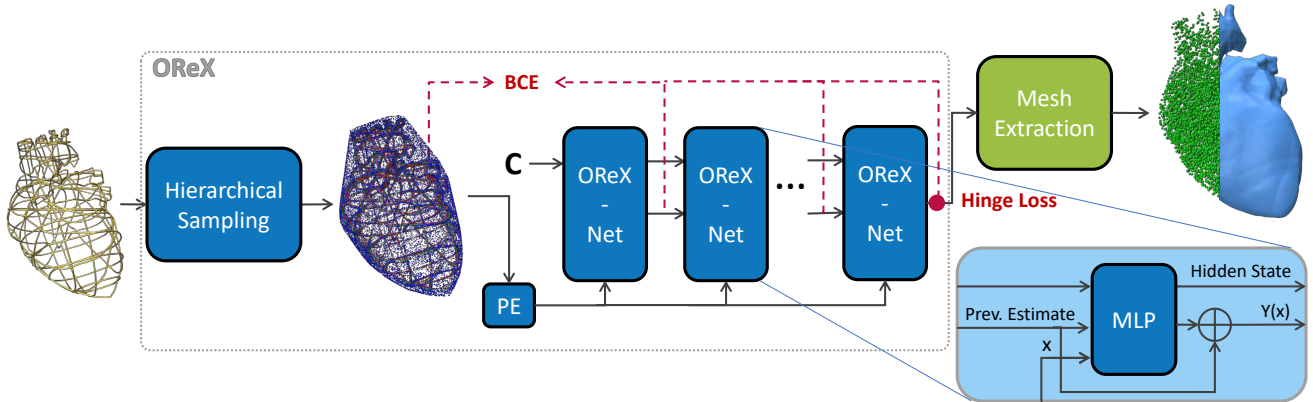 OReX
BCE
Mesh
Extraction
Hierarchical
Sampling
C
OReX
-
Net
OReX
-
Net
...
OReX
-
Net
Hinge Loss
PE
Hidden State
Prev. Estimate
MLP
Y(x)
x